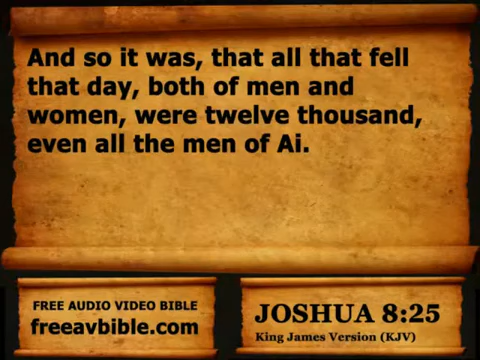 And so it was, that all that fell
that day, both of men and
women, were twelve thousand,
even all the men of Ai.
FREE AUDIO VIDEO BIBLE
freeavbible.com
JOSHUA 8:25
King James Version (KJV)